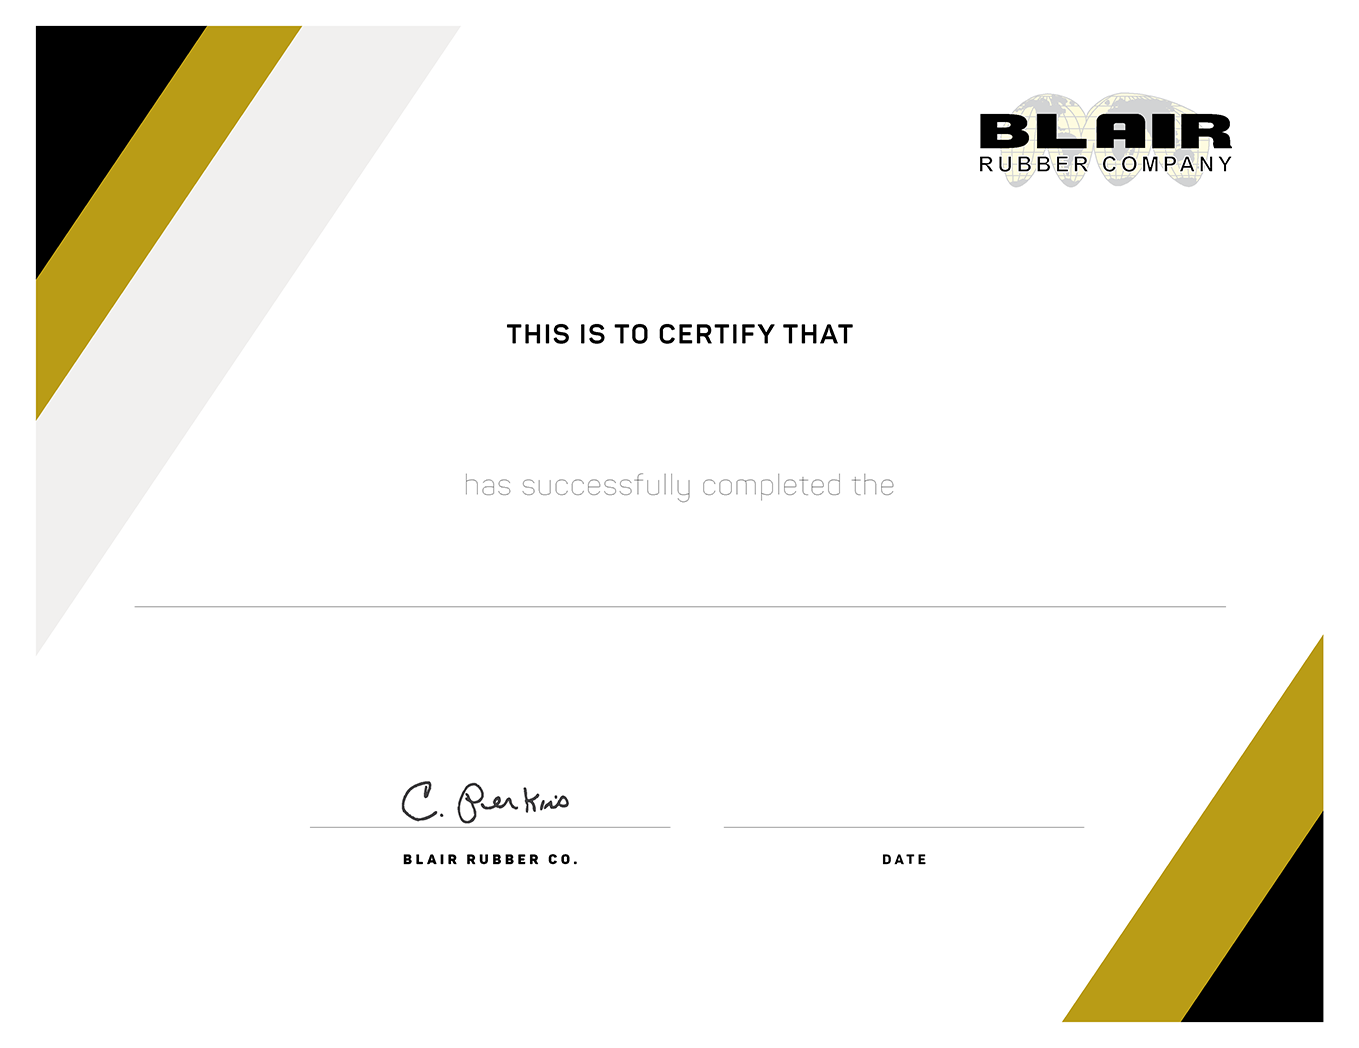 BLAIR
RUBBER COMPANY
THIS IS TO CERTIFY THAT
has successfully completed the
C. Perkins
BLAIR RUBBER CO.
DATE